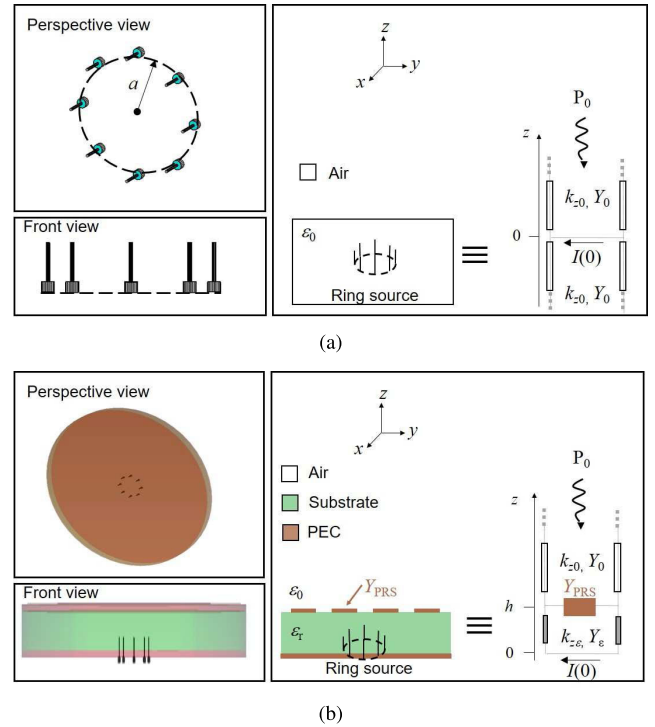 Perspective view
a
Front view
z
y
x
Air
ε0
Ring source
≡
P0
z
kz0, Y0
0
I(0)
kz0, Y0
(a)
Perspective view
Front view
z
y
x
Air
Substrate
PEC
ε0
YPRS
εr
Ring source
≡
P0
z
kz0, Y0
YPRS
h
kzε, Yε
0
I(0)
(b)